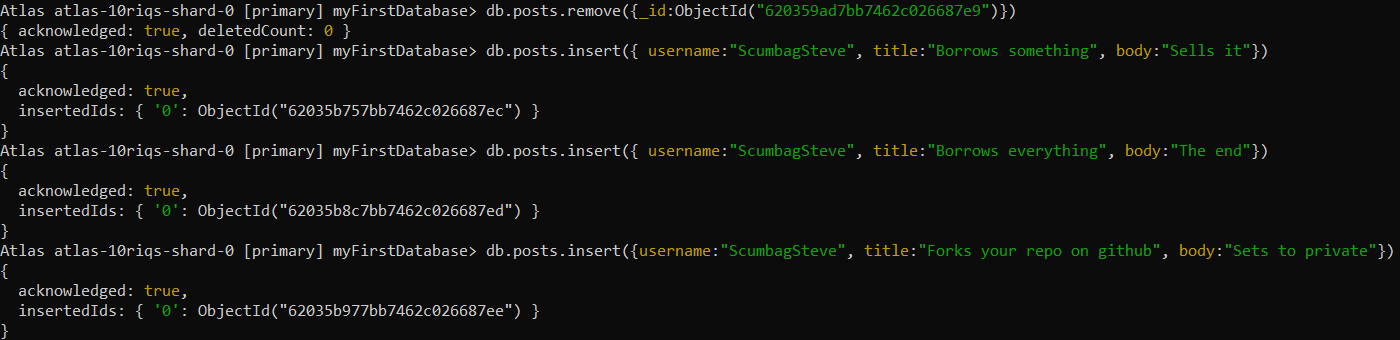 Atlas atlas-10riqs-shard-0 [primary] myFirstDatabase> db.posts.remove({_id:ObjectId("620359ad7bb7462c026687e9")})
{ acknowledged: true, deletedCount: 0 }
Atlas atlas-10riqs-shard-0 [primary] myFirstDatabase> db.posts.insert({ username:"ScumbagSteve", title:"Borrows something", body:"Sells it"})
{
  acknowledged: true,
  insertedIds: { '0': ObjectId("62035b757bb7462c026687ec") }
}
Atlas atlas-10riqs-shard-0 [primary] myFirstDatabase> db.posts.insert({ username:"ScumbagSteve", title:"Borrows everything", body:"The end"})
{
  acknowledged: true,
  insertedIds: { '0': ObjectId("62035b8c7bb7462c026687ed") }
}
Atlas atlas-10riqs-shard-0 [primary] myFirstDatabase> db.posts.insert({username:"ScumbagSteve", title:"Forks your repo on github", body:"Sets to private"})
{
  acknowledged: true,
  insertedIds: { '0': ObjectId("62035b977bb7462c026687ee") }
}